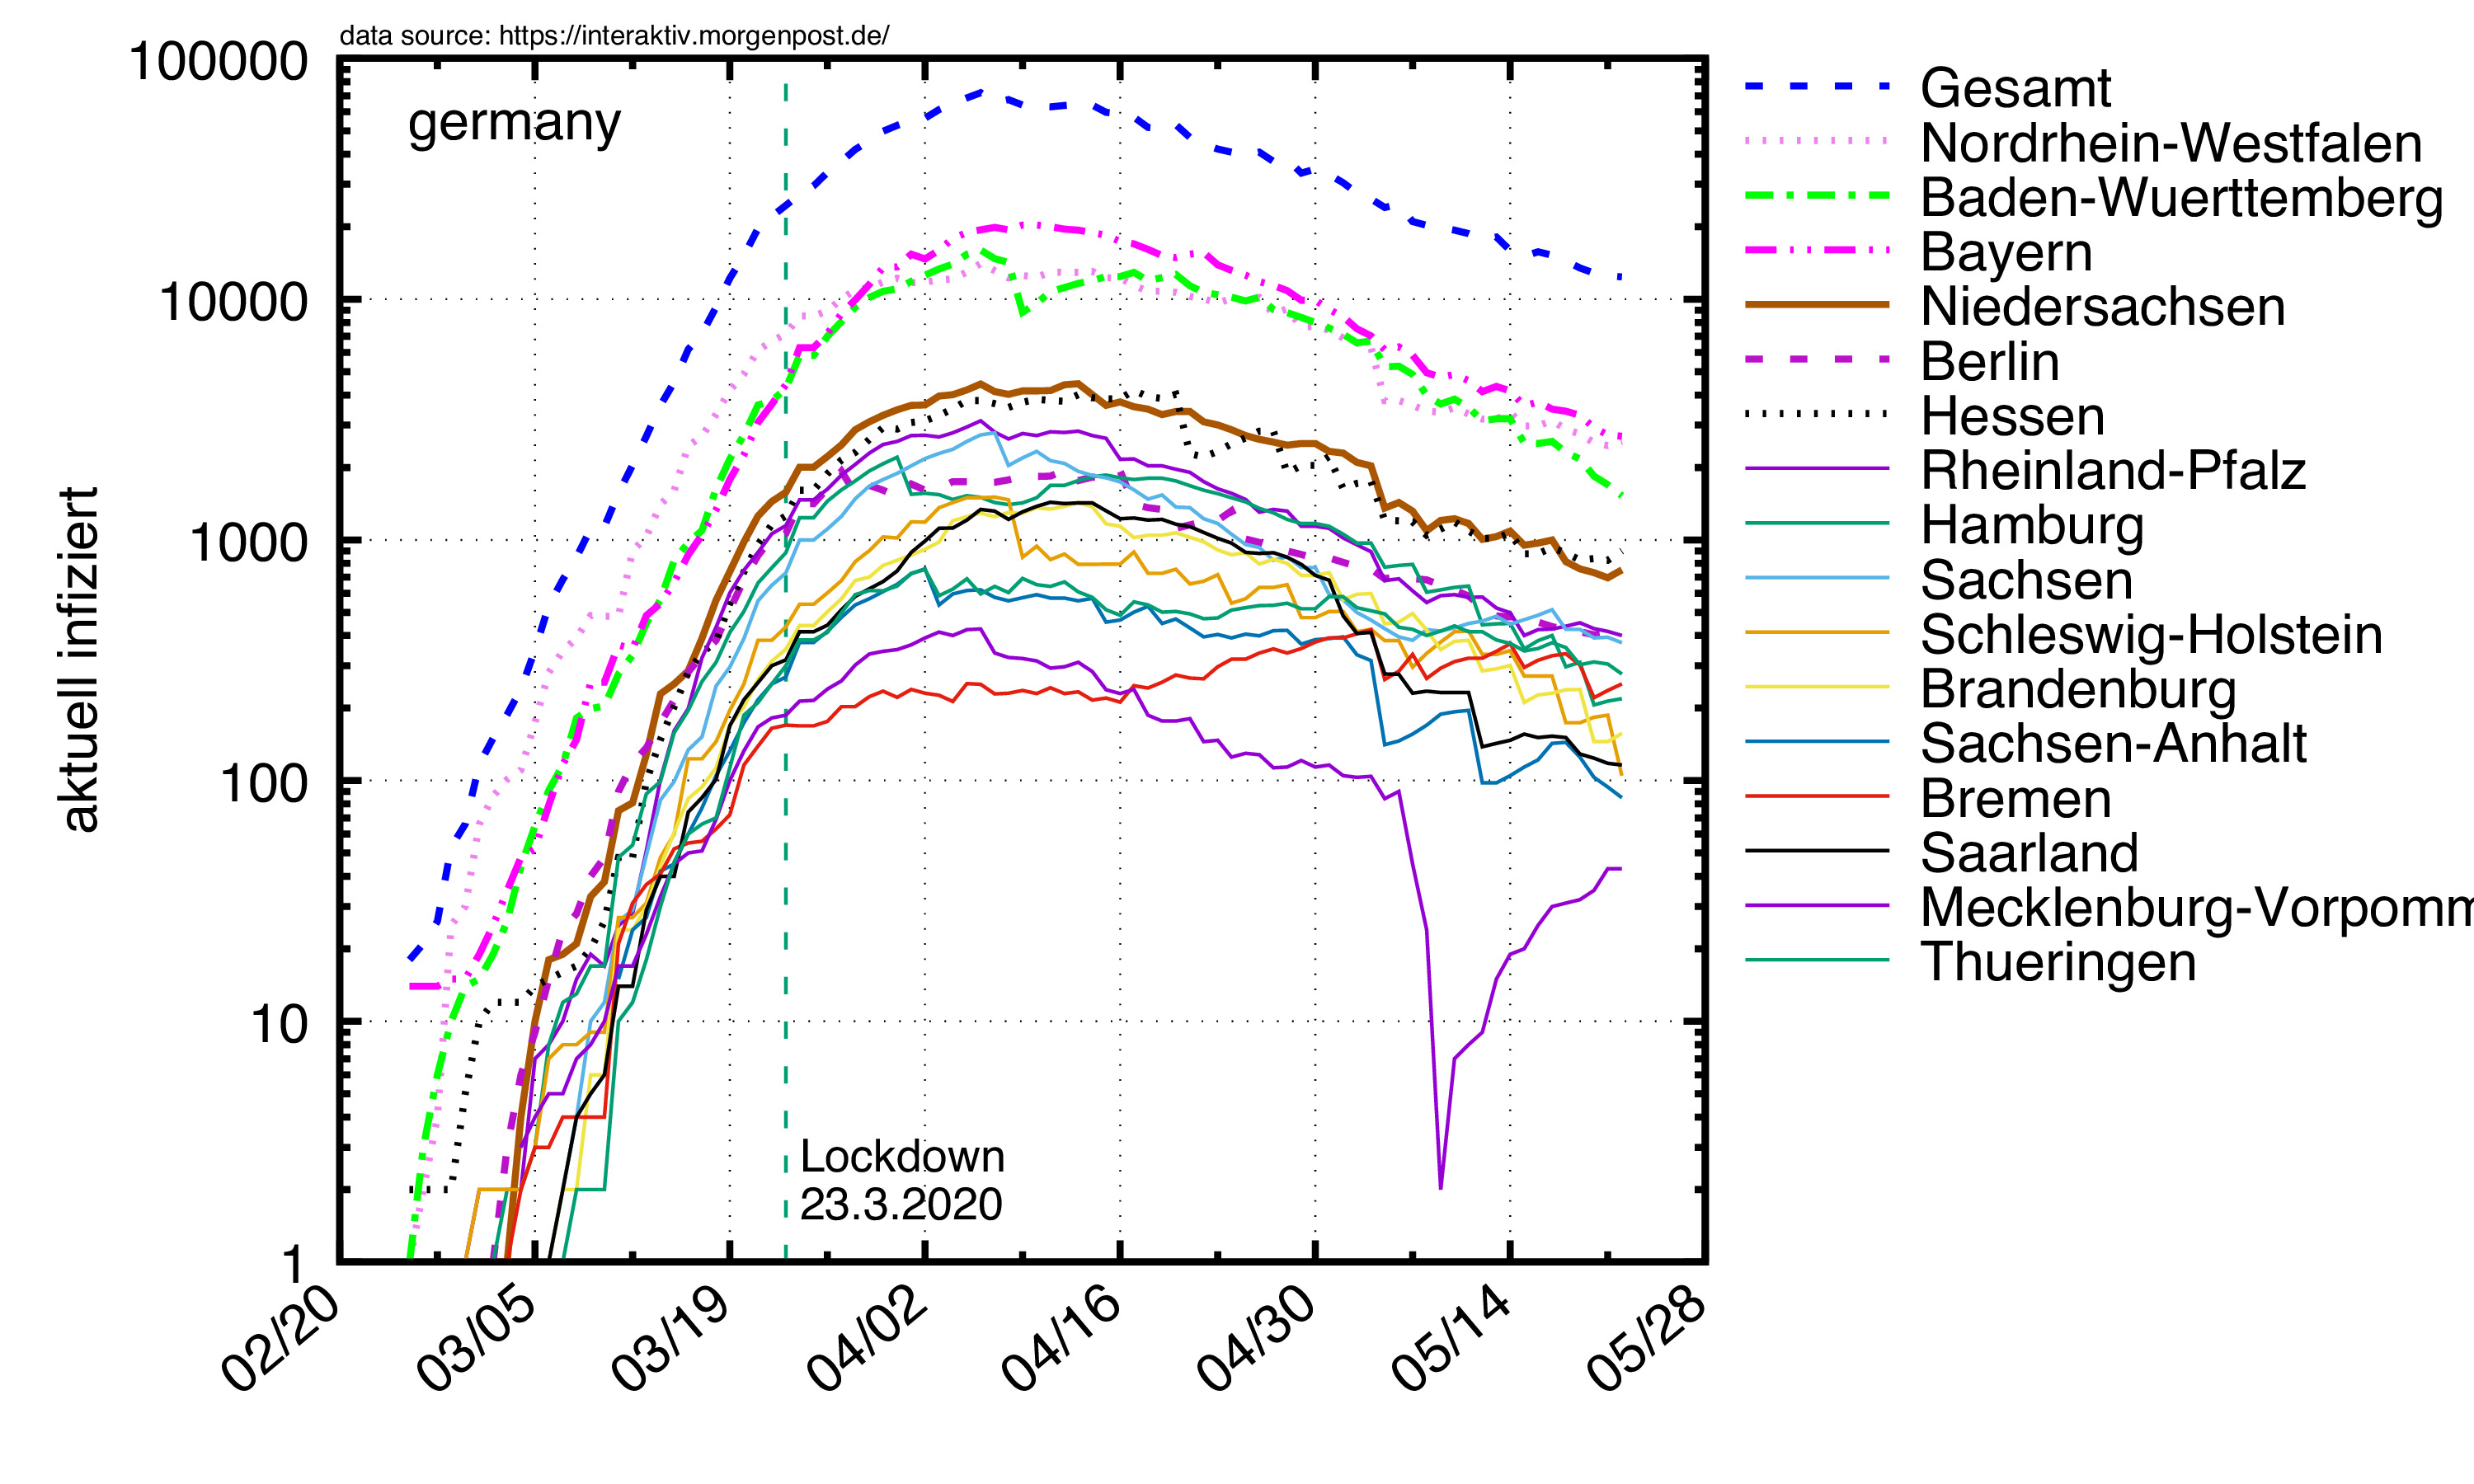 data source: https://interaktiv.morgenpost.de/
100000
10000
1000
100
10
1
aktuell infiziert
germany
Lockdown
23.3.2020
02/20
03/05
03/19
04/02
04/16
04/30
05/14
05/28
Gesamt
Nordrhein-Westfalen
Baden-Wuerttemberg
Bayern
Niedersachsen
Berlin
Hessen
Rheinland-Pfalz
Hamburg
Sachsen
Schleswig-Holstein
Brandenburg
Sachsen-Anhalt
Bremen
Saarland
Mecklenburg-Vorpomm
Thueringen